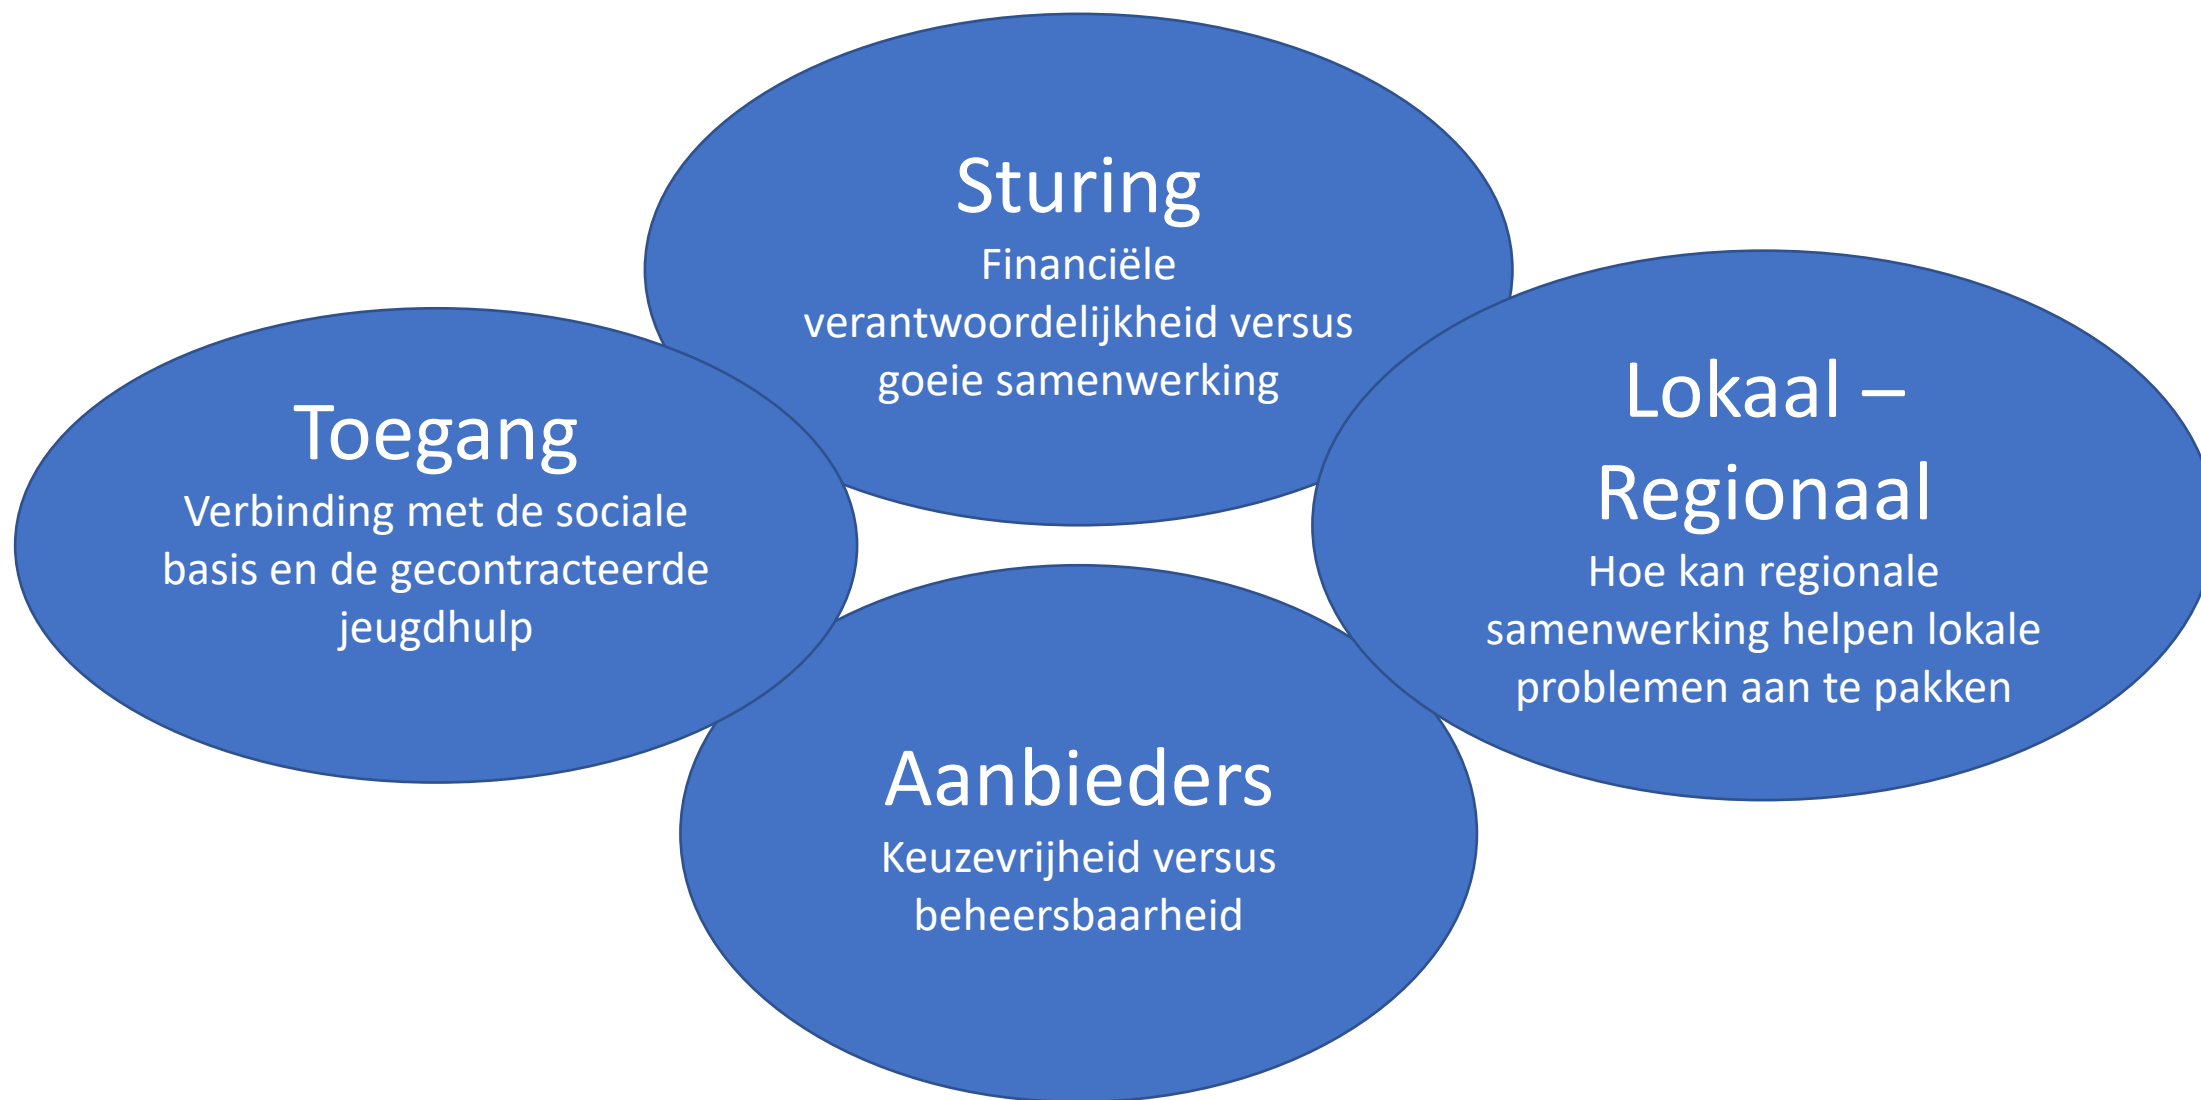 Sturing
Financiële
verantwoordelijkheid versus
goeie samenwerking
Toegang
Verbinding met de sociale
basis en de gecontracteerde
jeugdhulp
Lokaal –
Regionaal
Hoe kan regionale
samenwerking helpen lokale
problemen aan te pakken
Aanbieders
Keuzevrijheid versus
beheersbaarheid